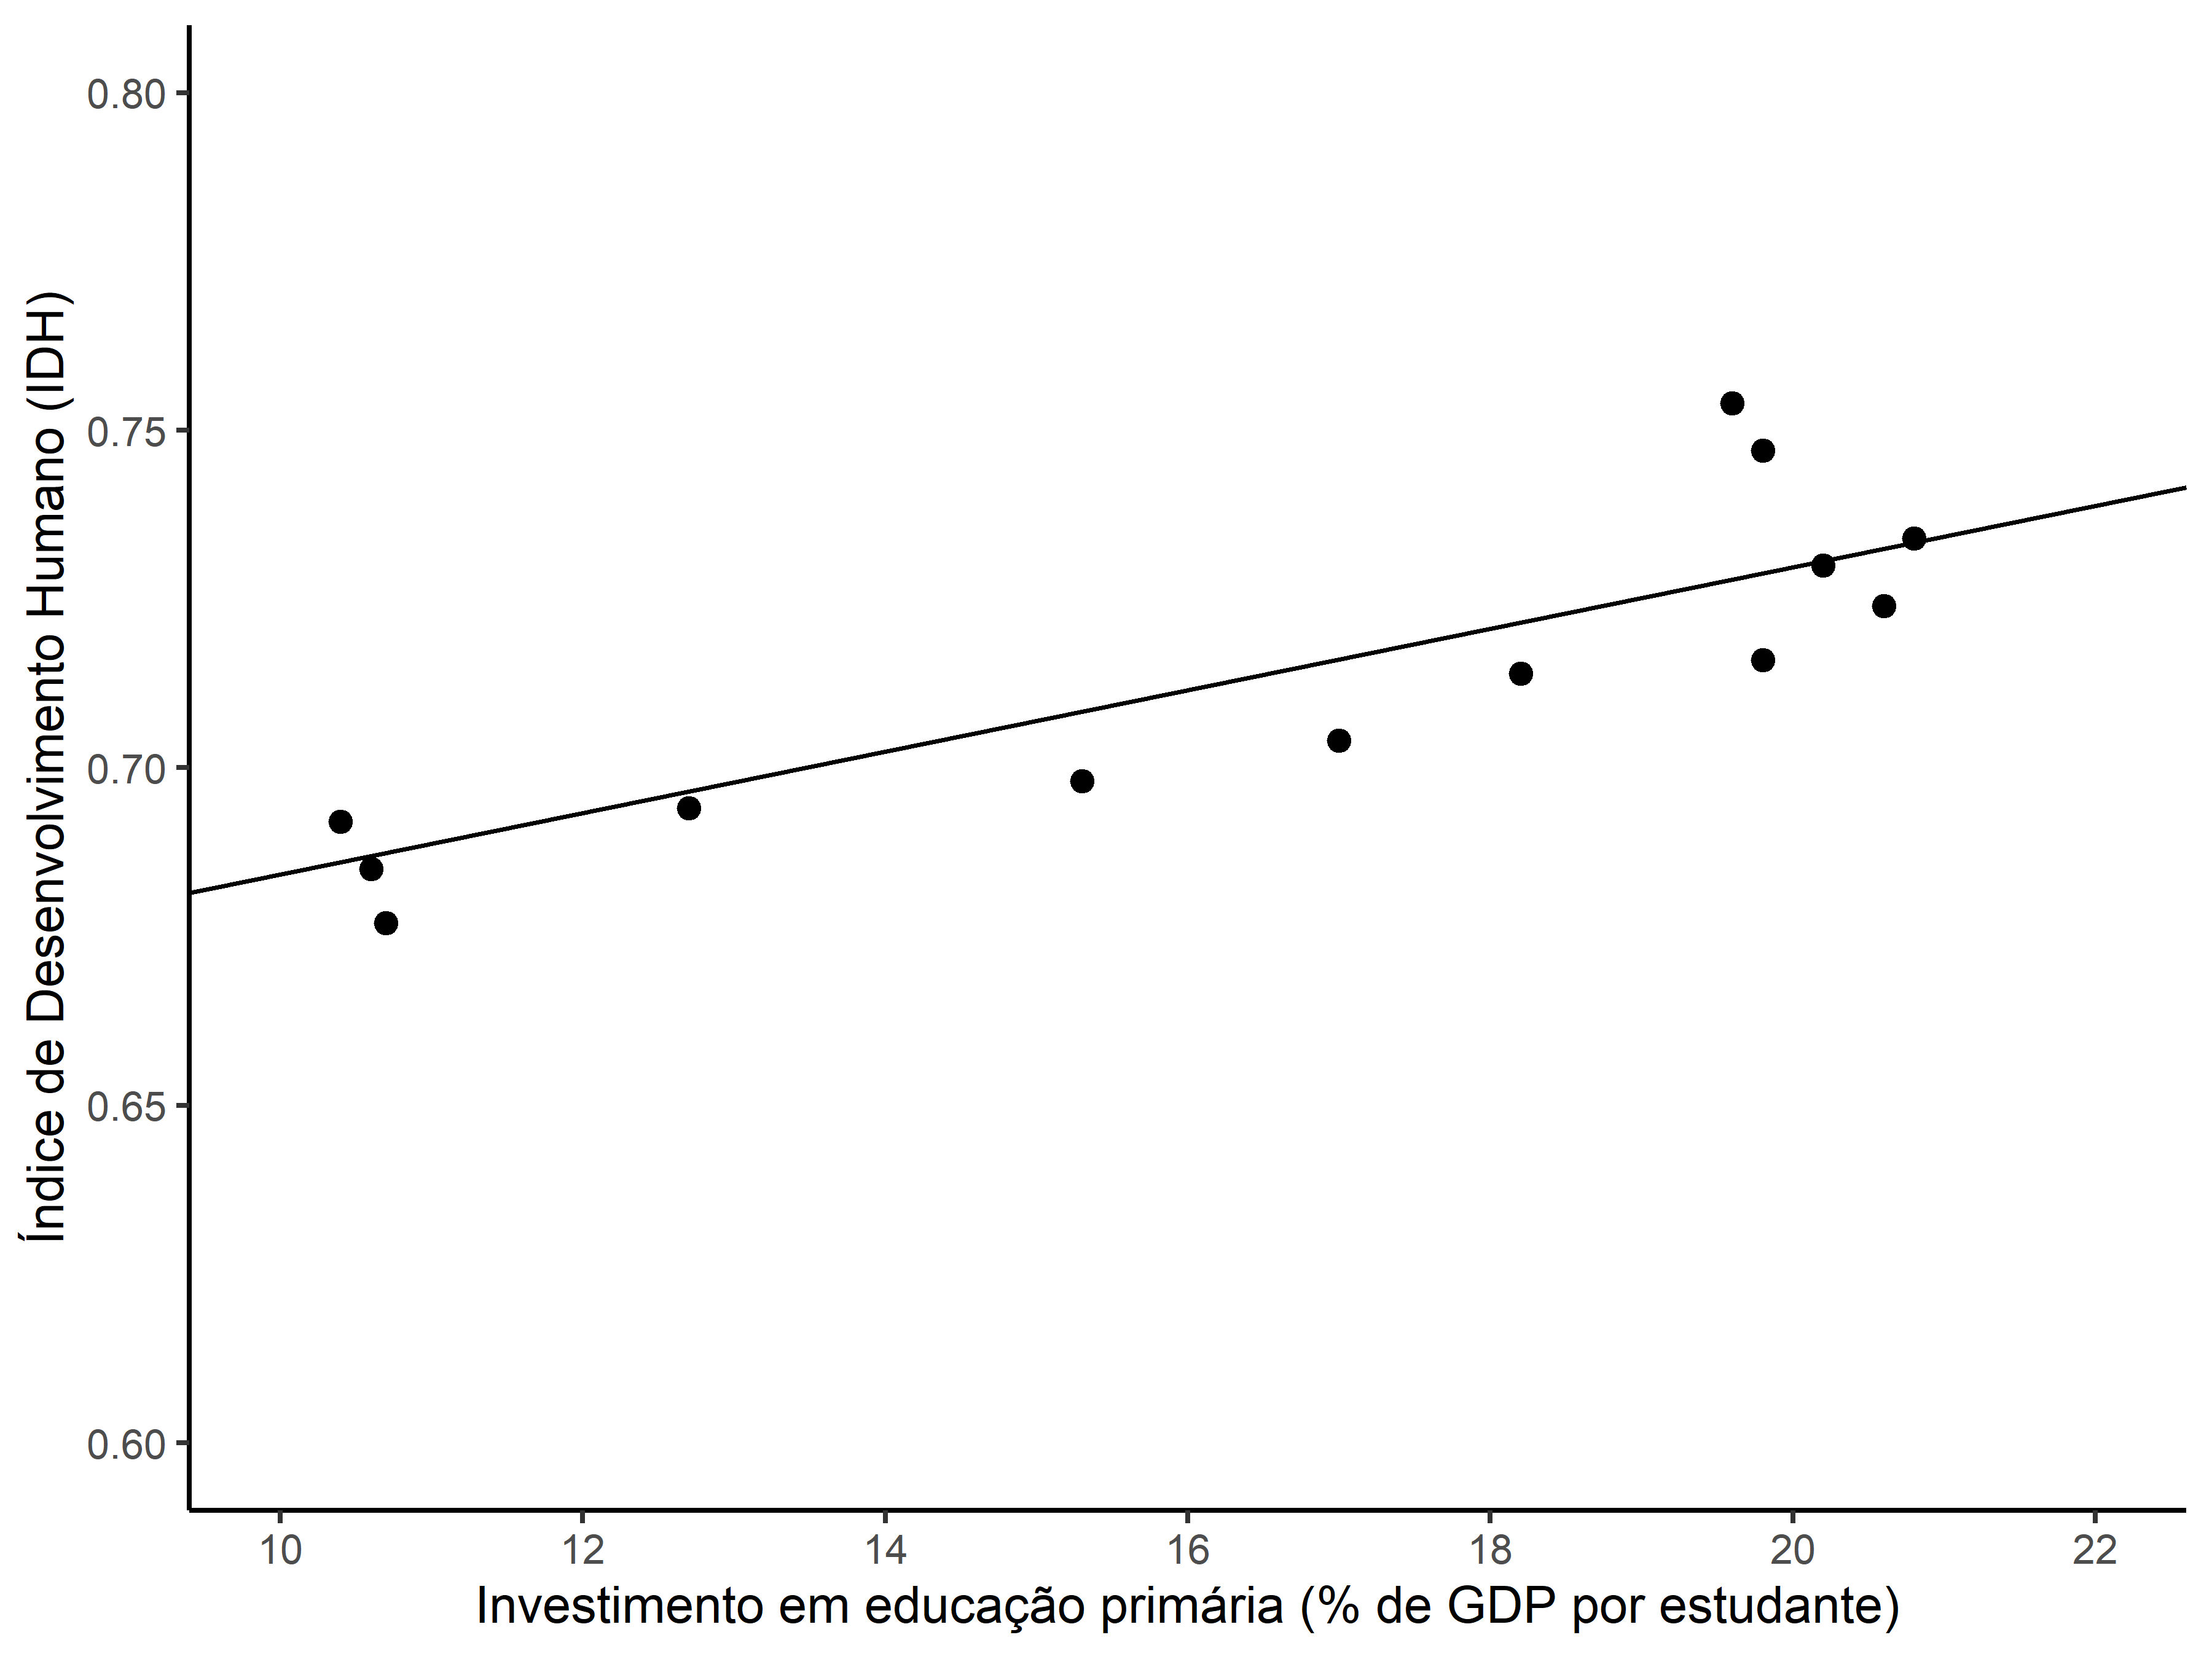 Índice de Desenvolvimento Humano (IDH)
0.80
0.75
0.70
0.65
0.60
10 12 14 16 18 20 22
Investimento em educação primária (% de GDP por estudante)